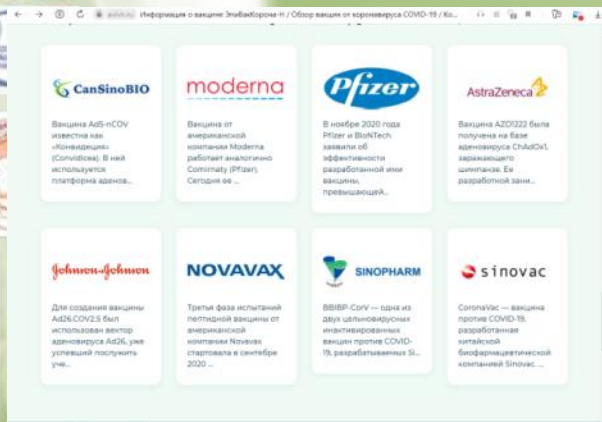 Информация о вакцине ЭпиВакКорона-Н / Обзор вакцин от коронавируса COVID-19 / Ко...
CanSinoBIO
Вакцина Ad5-nCOV
известна как
«Конвидеция»
(Convidicea). В ней
используется
платформа аденов...
moderna
Вакцина от
американской
компании Moderna
работает аналогично
Comirnaty (Pfizer).
Сегодня ее ...
Pfizer
В ноябре 2020 года
Pfizer и BioNTech
заявили об
эффективности
разработанной ими
вакцины,
превышающей...
AstraZeneca
Вакцина AZD1222 была
получена на базе
аденовируса ChAdOx1,
заражающего
шимпанзе. Ее
разработкой зани...
Johnson&Johnson
Для создания вакцины
Ad26.COV2.S был
использован вектор
аденовируса Ad26, уже
успевший послужить
уче...
NOVAVAX
Третья фаза испытаний
пептидной вакцины от
американской
компании Novavax
стартовала в сентябре
2020 ...
SINOPHARM
BBIBP-CorV — одна из
двух цельновирусных
инактивированных
вакцин против COVID-
19, разрабатываемых Si...
sinovac
CoronaVac — вакцина
против COVID-19,
разработанная
китайской
биофармацевтической
компанией Sinovac. ...